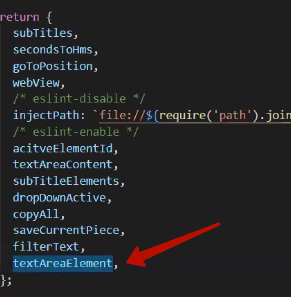 return {
subTitles,
secondsToHms,
goToPosition,
webView,
/* eslint-disable */
injectPath: `file://${require('path').join
/* eslint-enable */
acitveElementId,
textAreaContent,
subTitleElements,
dropDownActive,
copyAll,
saveCurrentPiece,
filterText,
textAreaElement,
};